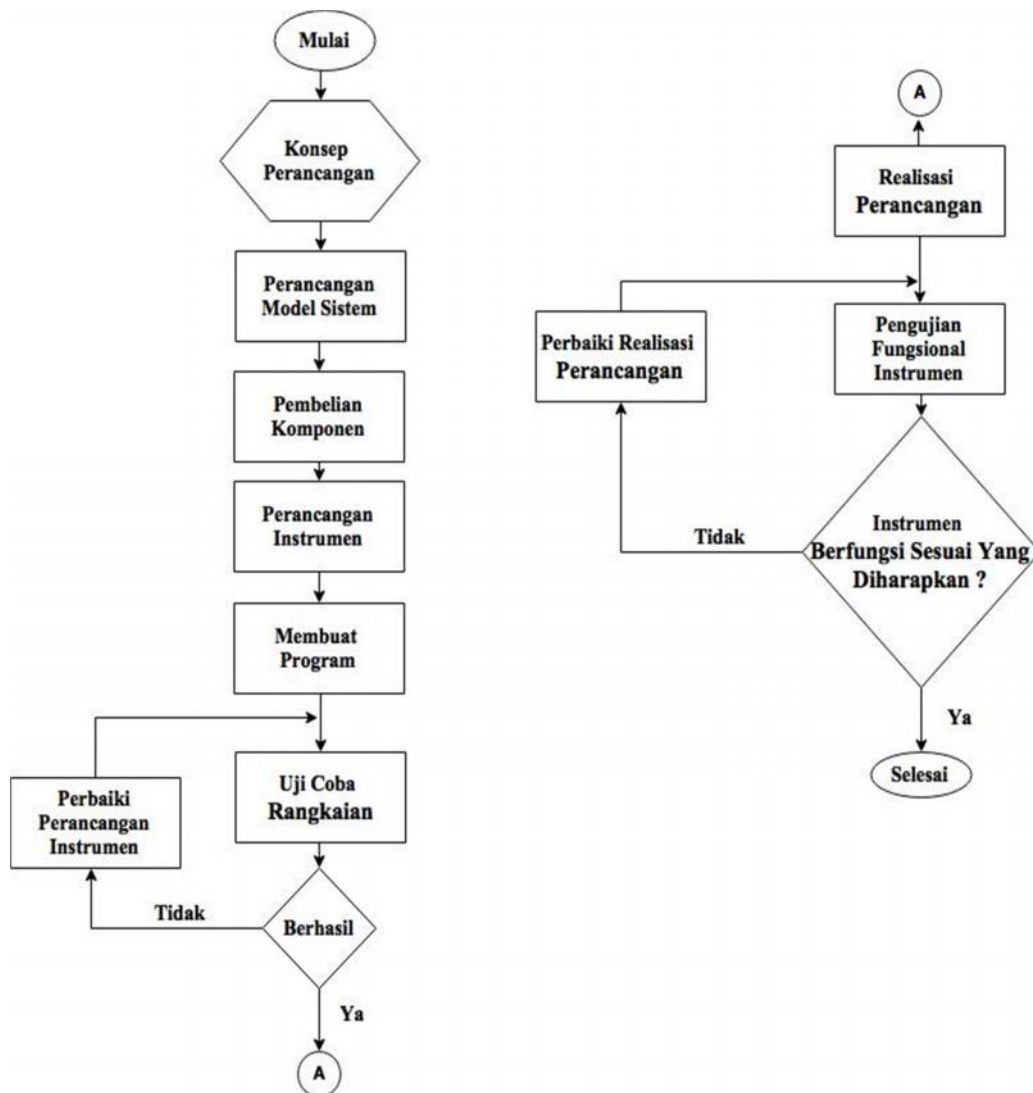 Mulai
Konsep
Perancangan
Perancangan
Model Sistem
Pembelian
Komponen
Perancangan
Instrumen
Membuat
Program
Uji Coba
Rangkaian
Perbaiki
Perancangan
Instrumen
Tidak
Berhasil
Ya
A
A
Realisasi
Perancangan
Pengujian
Fungsional
Instrumen
Perbaiki Realisasi
Perancangan
Tidak
Instrumen
Berfungsi Sesuai Yang
Diharapkan ?
Ya
Selesai